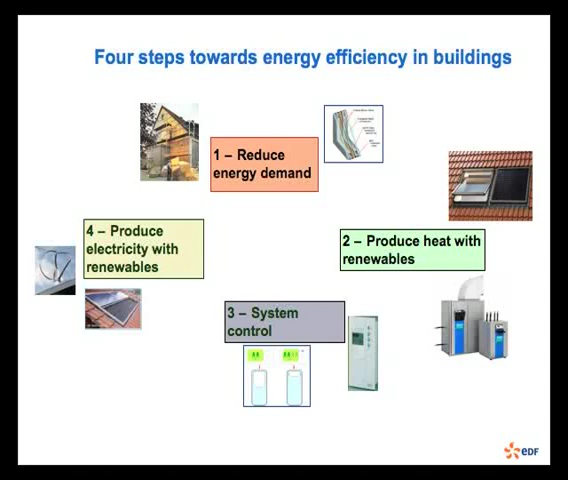 Four steps towards energy efficiency in buildings
1 – Reduce
energy demand
4 – Produce
electricity with
renewables
2 – Produce heat with
renewables
3 – System
control
EDF